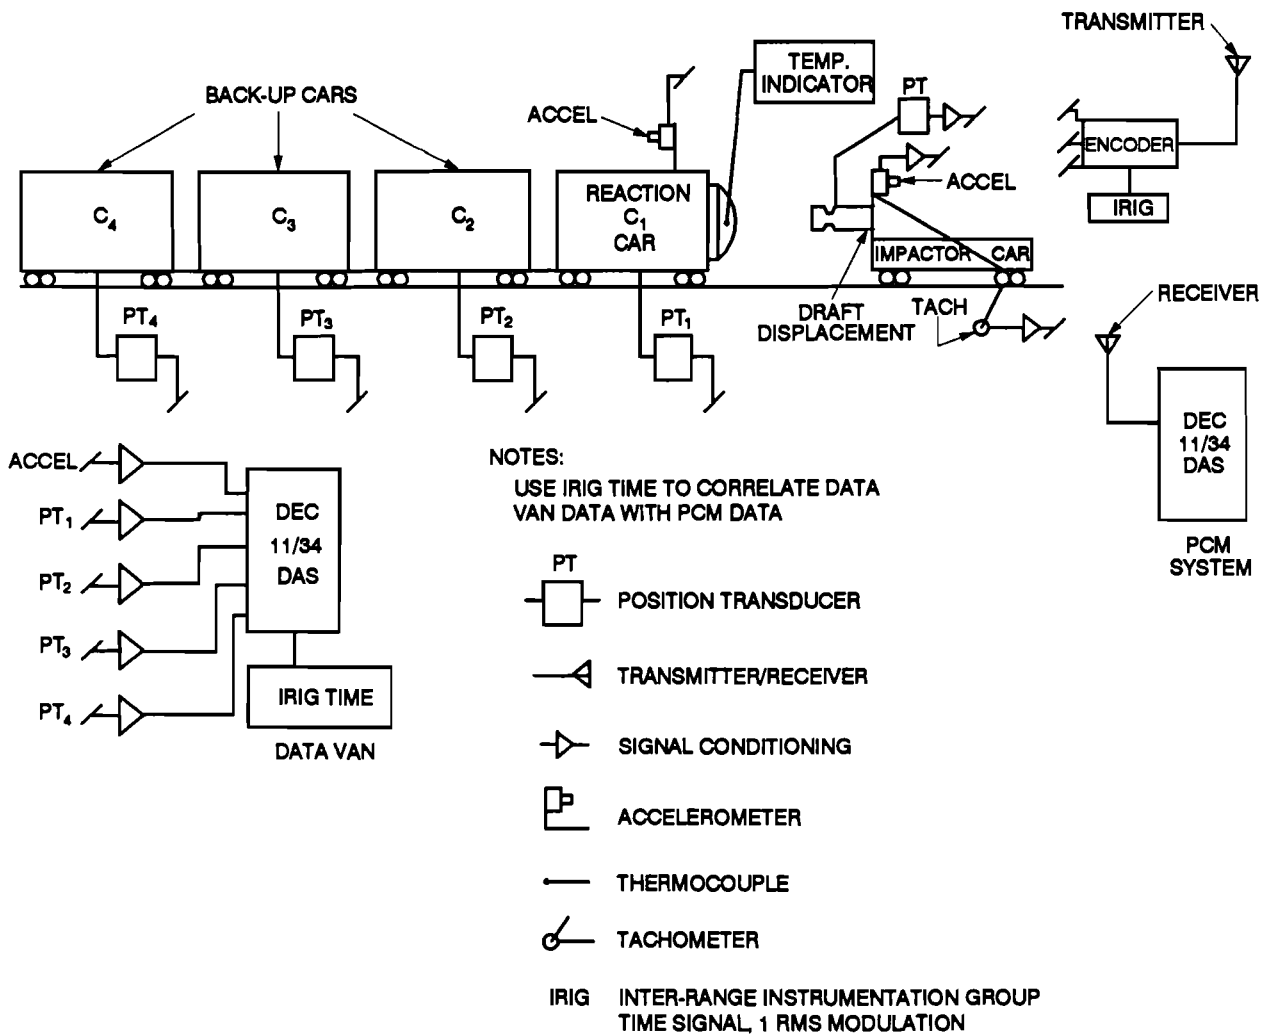 TRANSMITTER
TEMP.
INDICATOR
PT
BACK-UP CARS
ACCEL
ENCODER
ACCEL
IRIG
C4
C3
C2
REACTION
C1
CAR
IMPACTOR CAR
RECEIVER
TACH
DRAFT
DISPLACEMENT
PT4
PT3
PT2
PT1
DEC
11/34
DAS
PCM
SYSTEM
ACCEL
PT1
PT2
PT3
PT4
DEC
11/34
DAS
IRIG TIME
DATA VAN
NOTES:
USE IRIG TIME TO CORRELATE DATA
VAN DATA WITH PCM DATA
PT
POSITION TRANSDUCER
TRANSMITTER/RECEIVER
SIGNAL CONDITIONING
ACCELEROMETER
THERMOCOUPLE
TACHOMETER
IRIG INTER-RANGE INSTRUMENTATION GROUP
TIME SIGNAL, 1 RMS MODULATION